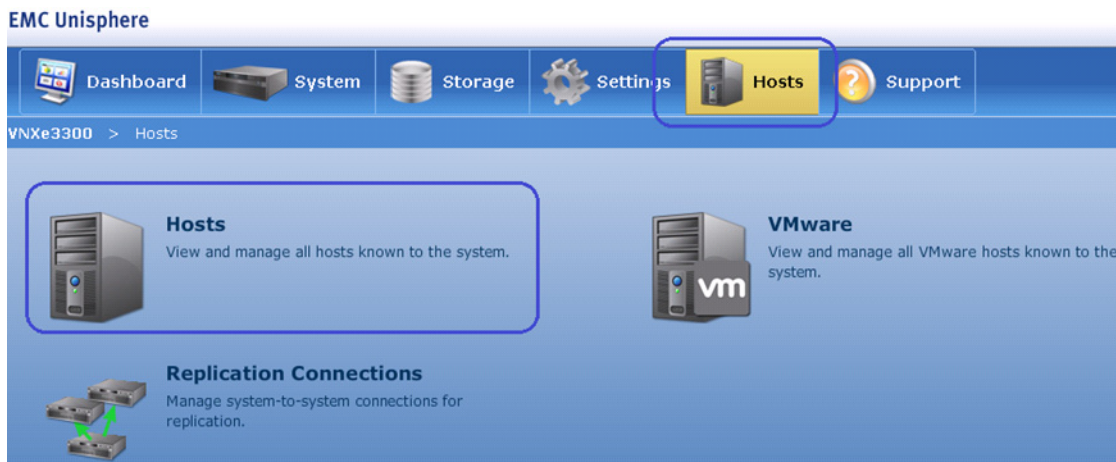 EMC Unisphere
Dashboard System Storage Settings Hosts Support
VNXe3300 > Hosts
Hosts
View and manage all hosts known to the system.
VMware
View and manage all VMware hosts known to the
system.
vm
Replication Connections
Manage system-to-system connections for
replication.